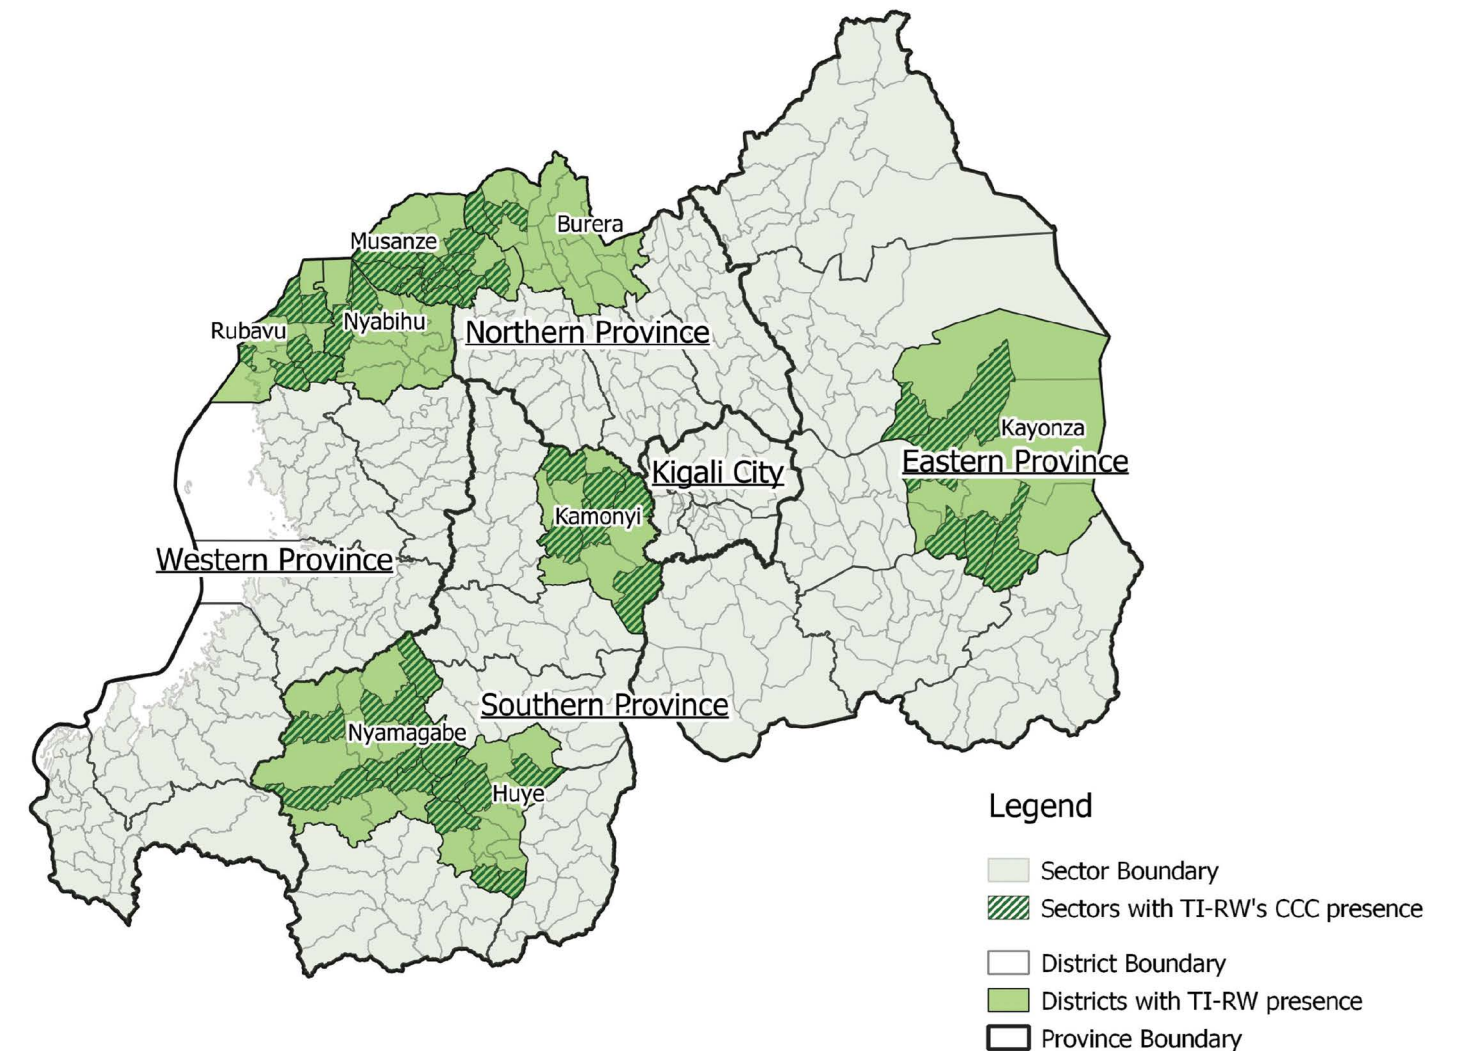 Burera
Musanze
Rubavu
Nyabihu
Northern Province
Kayonza
Eastern Province
Kigali City
Kamonyi
Western Province
Southern Province
Nyamagabe
Huye
Legend
Sector Boundary
Sectors with TI-RW's CCC presence
District Boundary
Districts with TI-RW presence
Province Boundary